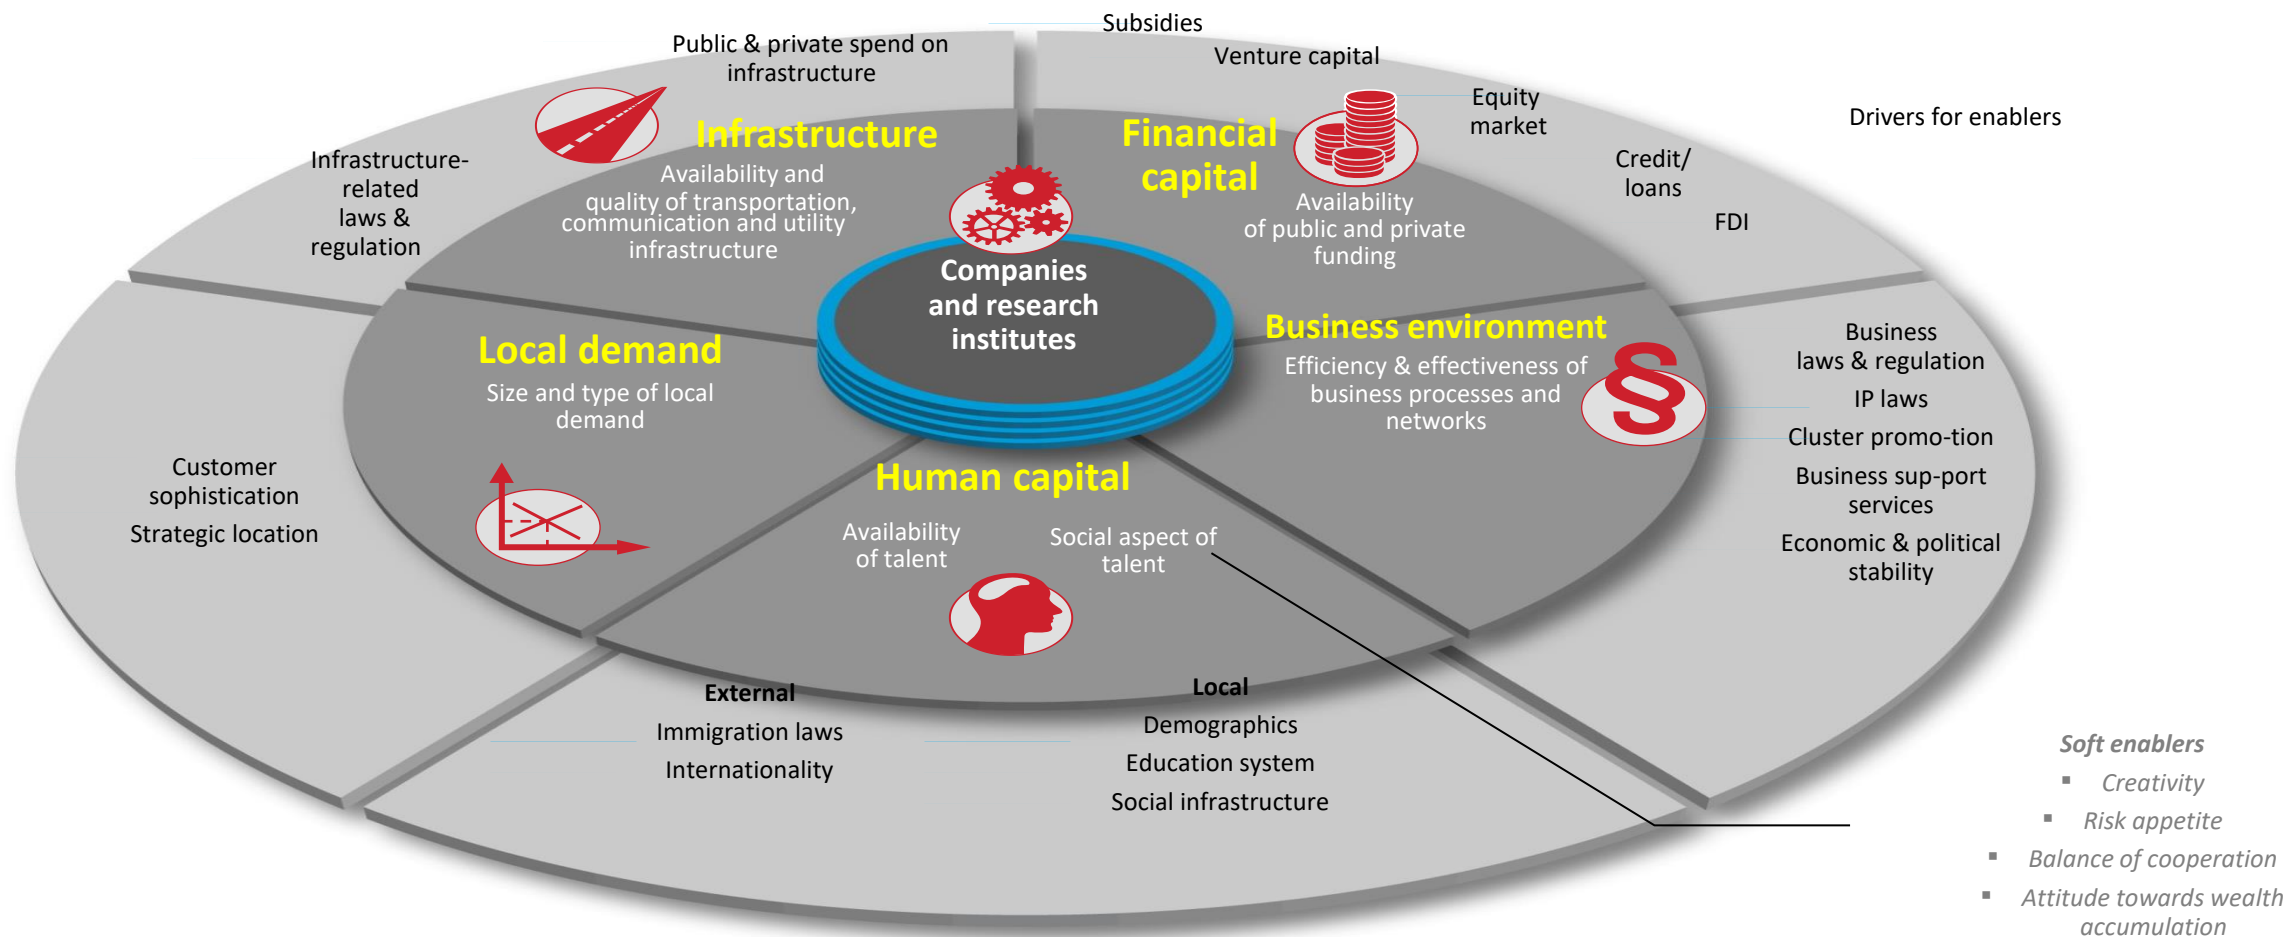 Subsidies
Public & private spend on
infrastructure
Venture capital
Equity
market
Drivers for enablers
Infrastructure
Financial
capital
Infrastructure-
related
laws &
regulation
Availability and
quality of transportation,
communication and utility
infrastructure
Credit/
loans
Availability
of public and private
funding
FDI
Companies
and research
institutes
Local demand
Size and type of local
demand
Business environment
Efficiency & effectiveness of
business processes and
networks
Business
laws & regulation
IP laws
Cluster promo-tion
Business sup-port
services
Economic & political
stability
Customer
sophistication
Strategic location
Human capital
Availability
of talent
Social aspect of
talent
External
Immigration laws
Internationality
Local
Demographics
Education system
Social infrastructure
Soft enablers
▪ Creativity
▪ Risk appetite
▪ Balance of cooperation
▪ Attitude towards wealth
accumulation